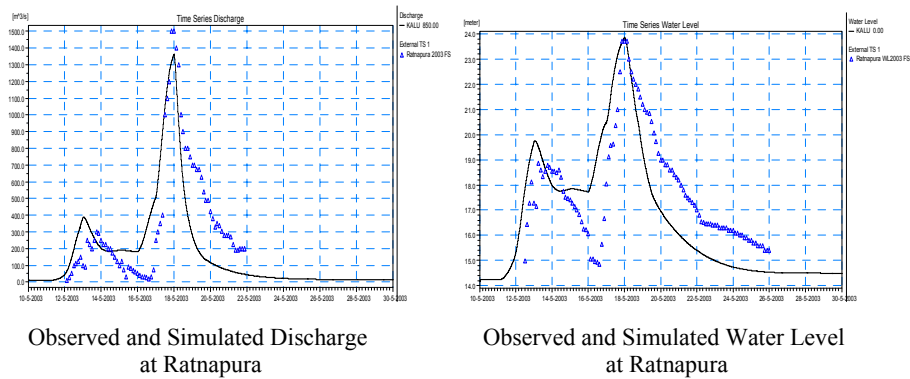 [m^3/s]
Time Series Discharge
Discharge
KALU 850.00
External TS 1
Ratnapura 2003 FS
1500.0
1400.0
1300.0
1200.0
1100.0
1000.0
900.0
800.0
700.0
600.0
500.0
400.0
300.0
200.0
100.0
0.0
10-5-2003 12-5-2003 14-5-2003 16-5-2003 18-5-2003 20-5-2003 22-5-2003 24-5-2003 26-5-2003 28-5-2003 30-5-2003
Observed and Simulated Discharge
at Ratnapura
[meter]
Time Series Water Level
Water Level
KALU 0.00
External TS 1
Ratnapura WL2003 FS
24.0
23.0
22.0
21.0
20.0
19.0
18.0
17.0
16.0
15.0
14.0
10-5-2003 12-5-2003 14-5-2003 16-5-2003 18-5-2003 20-5-2003 22-5-2003 24-5-2003 26-5-2003 28-5-2003 30-5-2003
Observed and Simulated Water Level
at Ratnapura